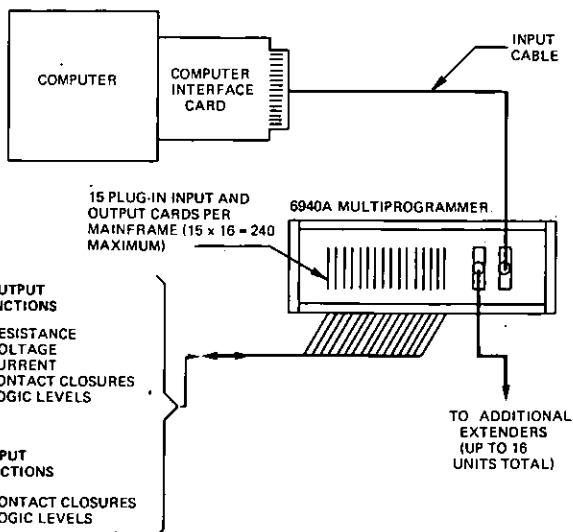 COMPUTER
COMPUTER
INTERFACE
CARD
INPUT
CABLE
15 PLUG-IN INPUT AND
OUTPUT CARDS PER
MAINFRAME (15 x 16 = 240
MAXIMUM)
6940A MULTIPROGRAMMER
UTPUT
NCTIONS
ESISTANCE
OLTAGE
URRENT
ONTACT CLOSURES
OGIC LEVELS
PUT
CTIONS
ONTACT CLOSURES
OGIC LEVELS
TO ADDITIONAL
EXTENDERS
(UP TO 16
UNITS TOTAL)